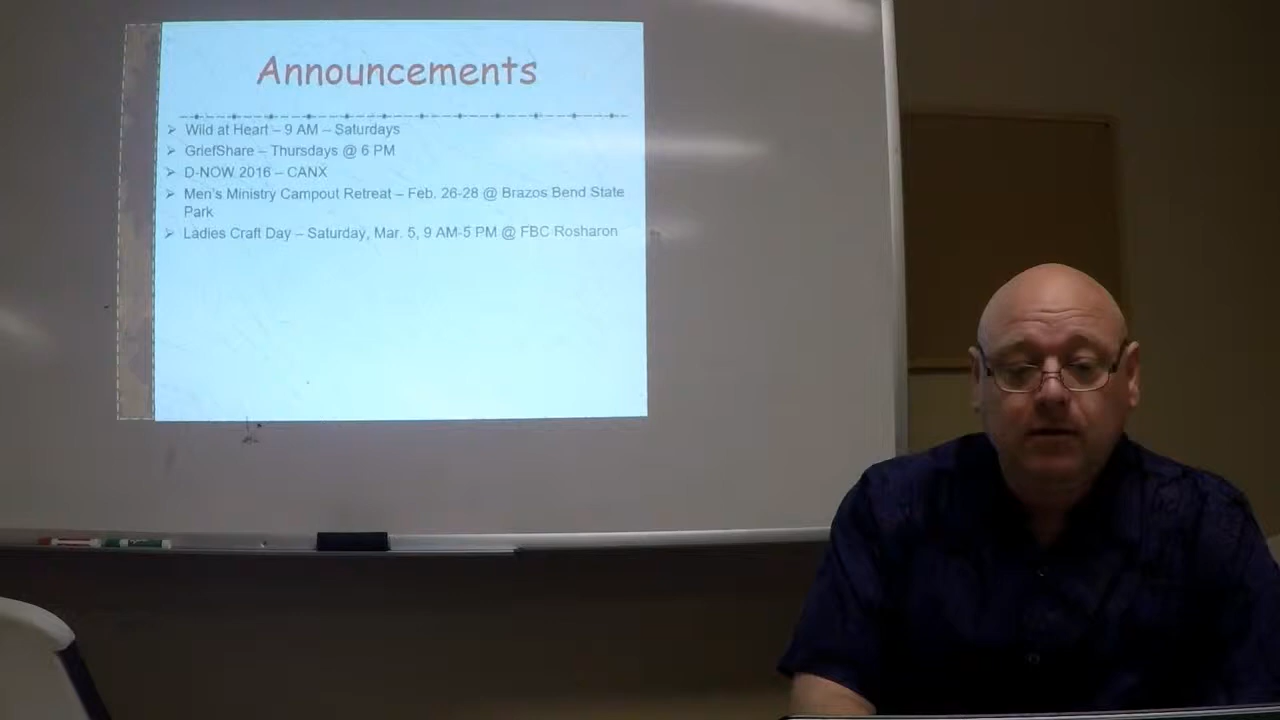 Announcements
➢ Wild at Heart – 9 AM – Saturdays
➢ GriefShare – Thursdays @ 6 PM
➢ D-NOW 2016 – CANX
➢ Men's Ministry Campout Retreat – Feb. 26-28 @ Brazos Bend State
Park
➢ Ladies Craft Day – Saturday, Mar. 5, 9 AM-5 PM @ FBC Rosharon